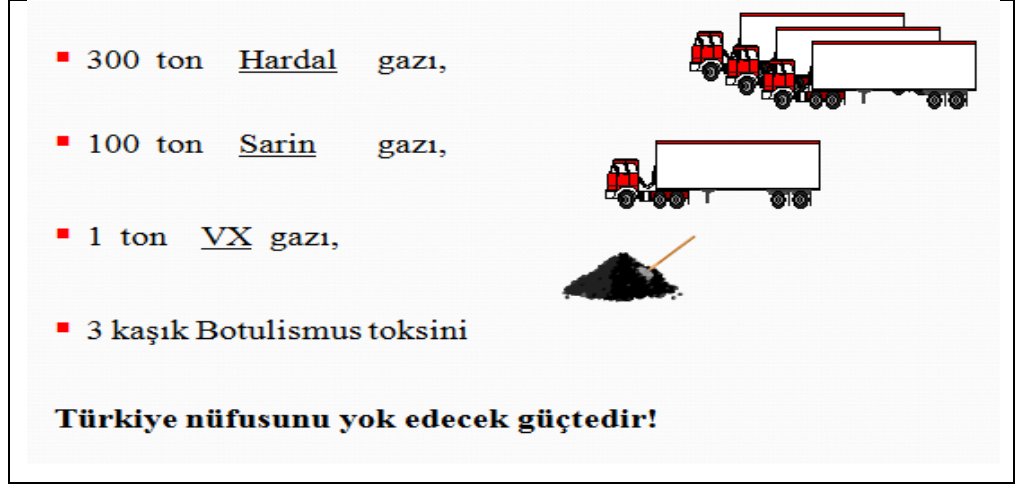 300 ton Hardal gazı,
100 ton Sarin gazı,
1 ton VX gazı,
3 kaşık Botulismus toksini
Türkiye nüfusunu yok edecek güçtedir!